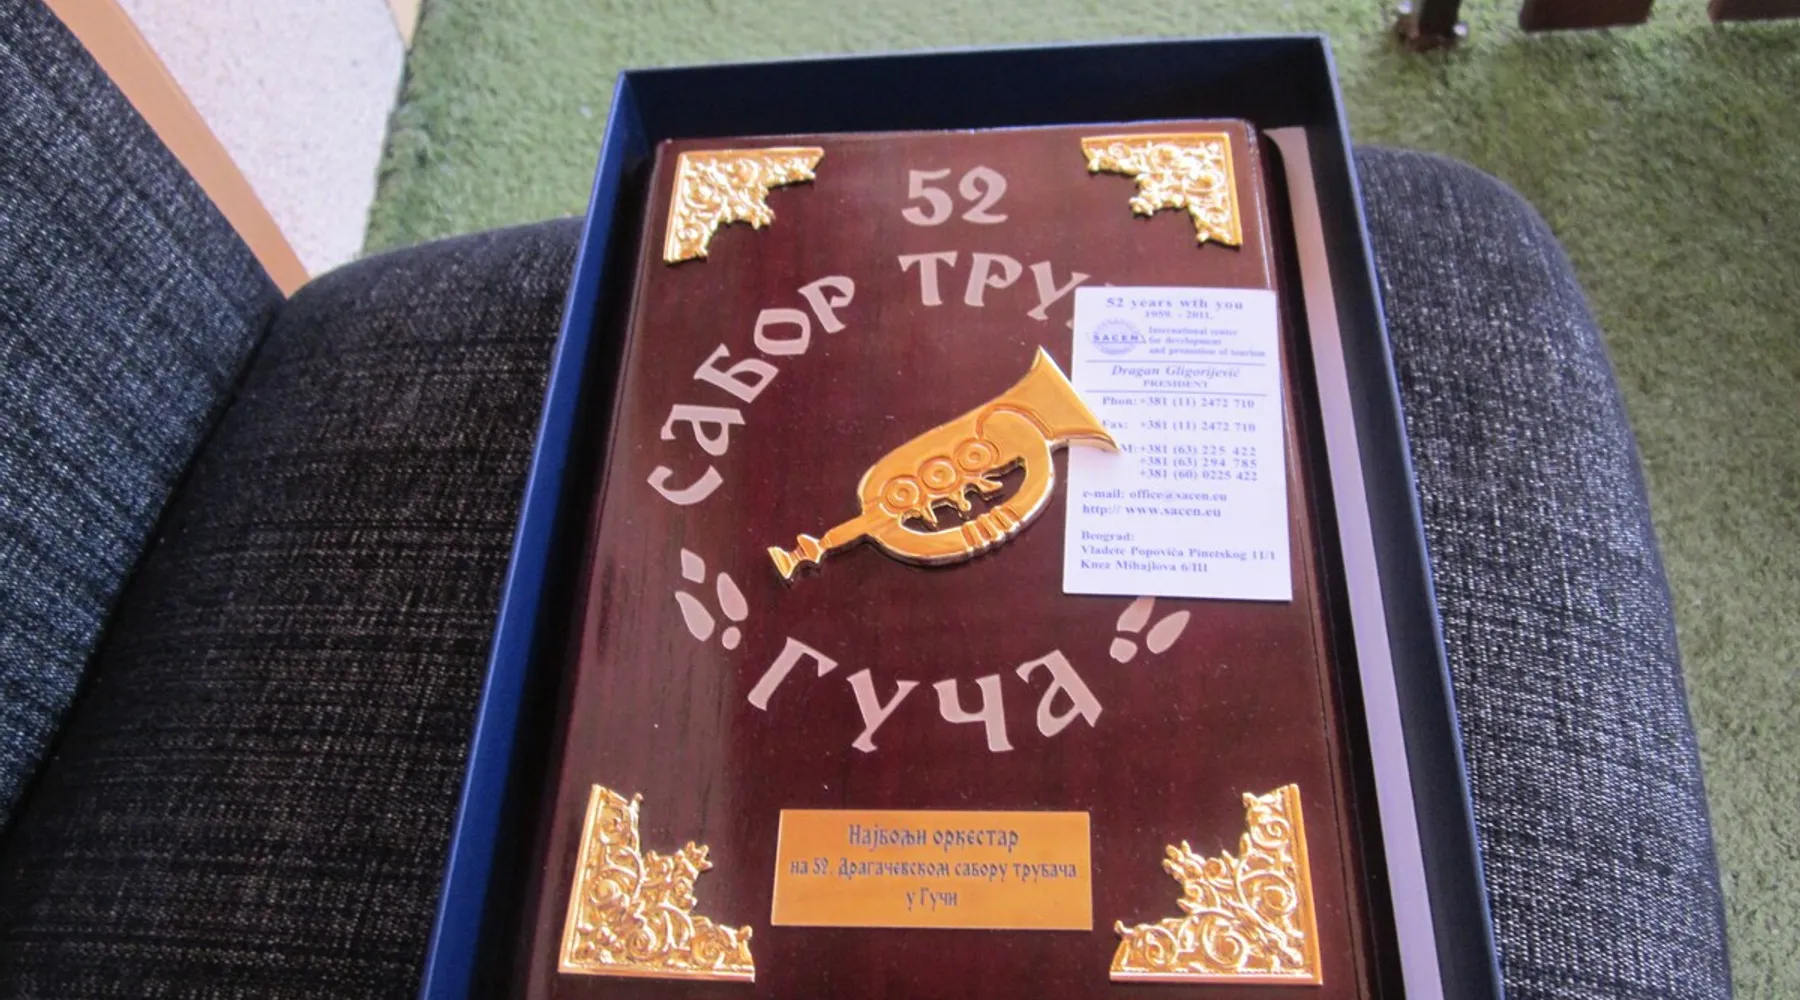 52
САБОР ТРУ
52 years wth you
1959. - 2011.
SACEN
International center
for development
and promotion of tourism
Dragan Gligorijević
PRESIDENT
Phon: +381 (11) 2472 710
Fax: +381 (11) 2472 710
M: +381 (63) 225 422
+381 (63) 294 785
+381 (60) 0225 422
e-mail: office@sacen.eu
http:// www.sacen.eu
Beograd:
Vladete Popovića Pinetskog 11/1
Knez Mihajlova 6/III
ГУЧА
Најбољи оркестар
на 52. Драгачевском сабору трубача
у Гучи